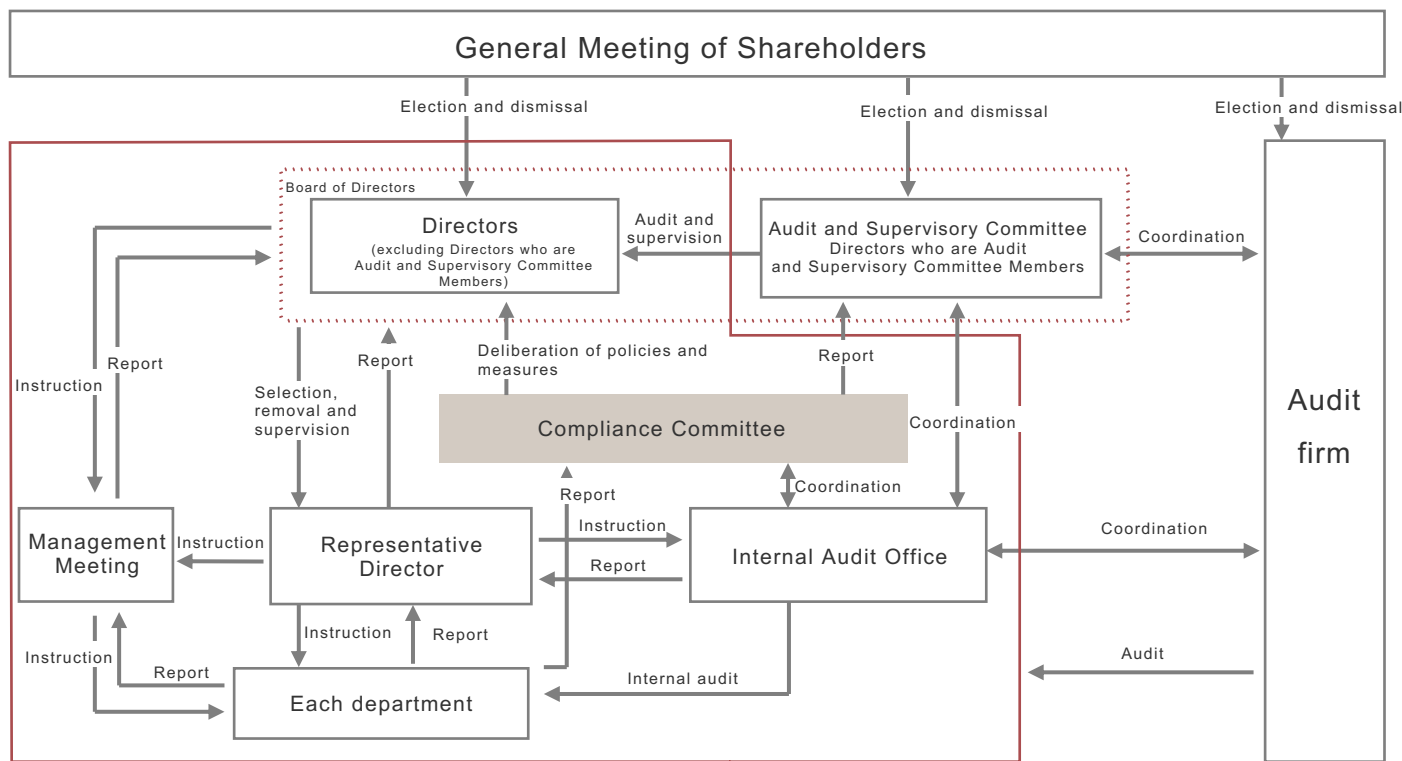 General Meeting of Shareholders
Election and dismissal
Election and dismissal
Election and dismissal
Board of Directors
Directors
(excluding Directors who are
Audit and Supervisory Committee
Members)
Audit and
supervision
Audit and Supervisory Committee
Directors who are Audit
and Supervisory Committee Members
Coordination
Audit
firm
Instruction
Report
Selection,
removal and
supervision
Report
Deliberation of policies and
measures
Report
Compliance Committee
Coordination
Report
Coordination
Management
Meeting
Instruction
Representative
Director
Instruction
Report
Internal Audit Office
Coordination
Instruction
Report
Instruction
Report
Each department
Internal audit
Audit